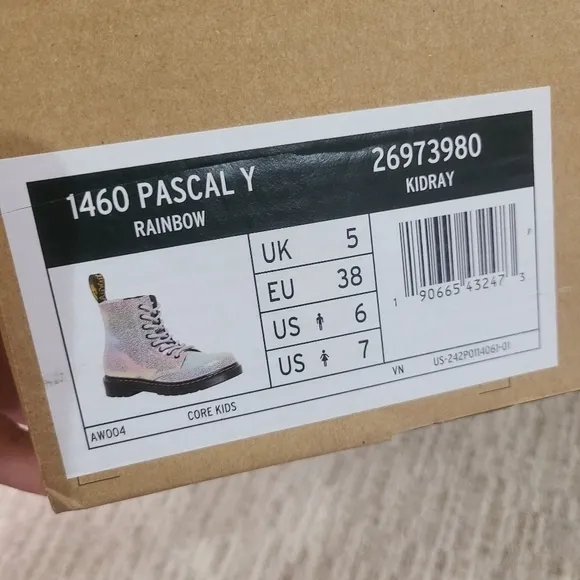 1460 PASCAL Y
RAINBOW
26973980
KIDRAY
UK 5
EU 38
US 6
US 7
F
1 90665 43247 3
VN
US-242P0114061-01
AW004
CORE KIDS